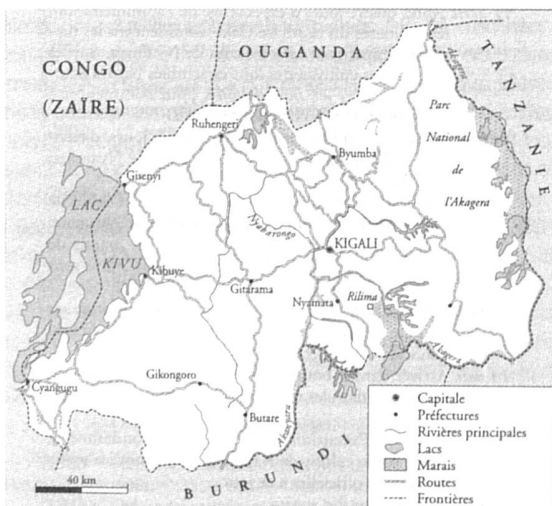 OUGANDA
CONGO
(ZAÏRE)
TANZANIE
Akagera
Parc
National
de
l'Akagera
Ruhengeri
Byumba
Gisenyi
LAC
KIVU
Nyabarongo
KIGALI
Kibuye
Gitarama
Nyamata
Rilima
Akagera
Cyangugu
Gikongoro
Butare
Akanyaru
BURUNDI
40 km
Capitale
Préfectures
Rivières principales
Lacs
Marais
Routes
Frontières